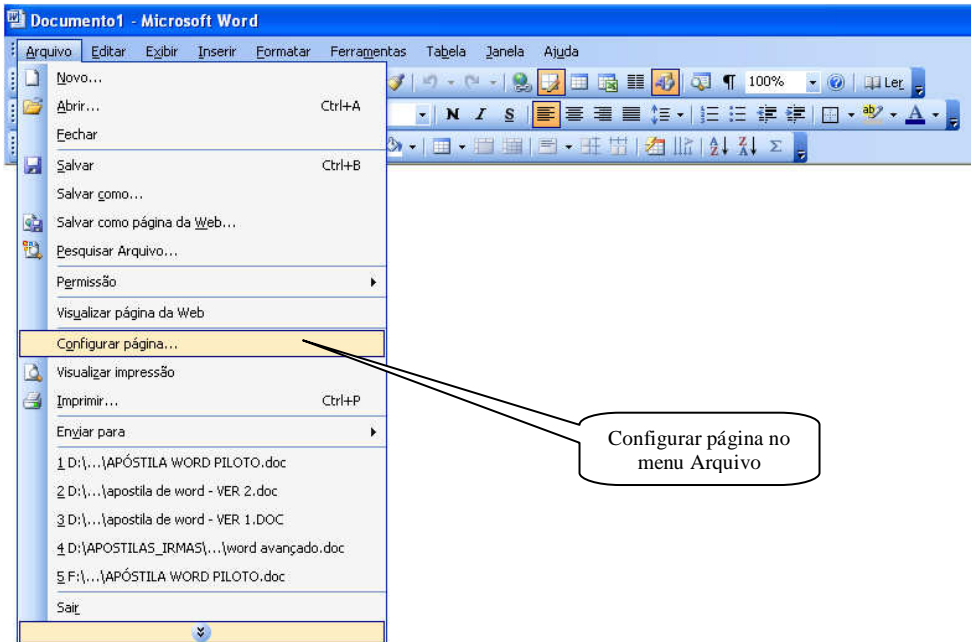 Documento1 - Microsoft Word
Arquivo Editar Exibir Inserir Formatar Ferramentas Tabela Janela Ajuda
Novo... 100% Ler
Abrir... Ctrl+A N I S
Fechar
Salvar Ctrl+B
Salvar como...
Salvar como página da Web...
Pesquisar Arquivo...
Permissão
Visualizar página da Web
Configurar página...
Visualizar impressão
Imprimir... Ctrl+P
Enviar para
Configurar página no
menu Arquivo
1 D:\...\APÓSTILA WORD PILOTO.doc
2 D:\...\apostila de word - VER 2.doc
3 D:\...\apostila de word - VER 1.DOC
4 D:\APOSTILAS_IRMAS\...\word avançado.doc
5 F:\...\APÓSTILA WORD PILOTO.doc
Sair